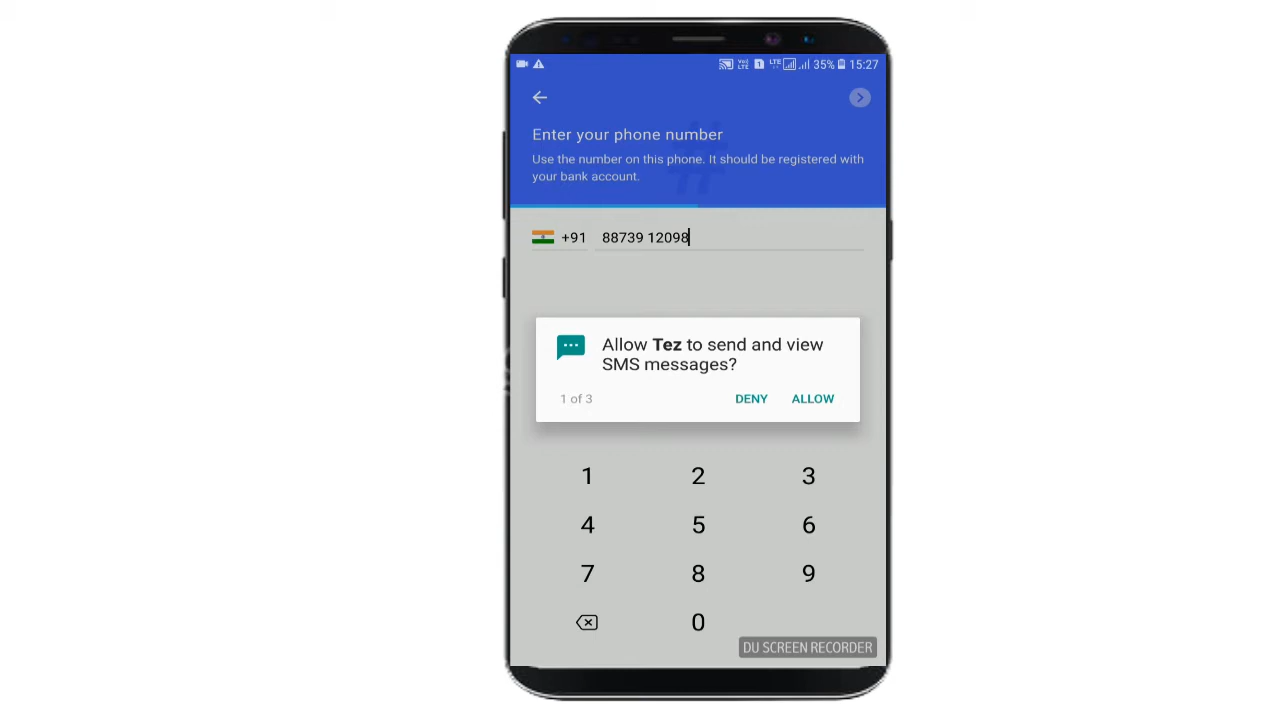 35% 15:27
Enter your phone number
Use the number on this phone. It should be registered with
your bank account.
+91 88739 12098
Allow Tez to send and view
SMS messages?
1 of 3 DENY ALLOW
1 2 3
4 5 6
7 8 9
0
DU SCREEN RECORDER